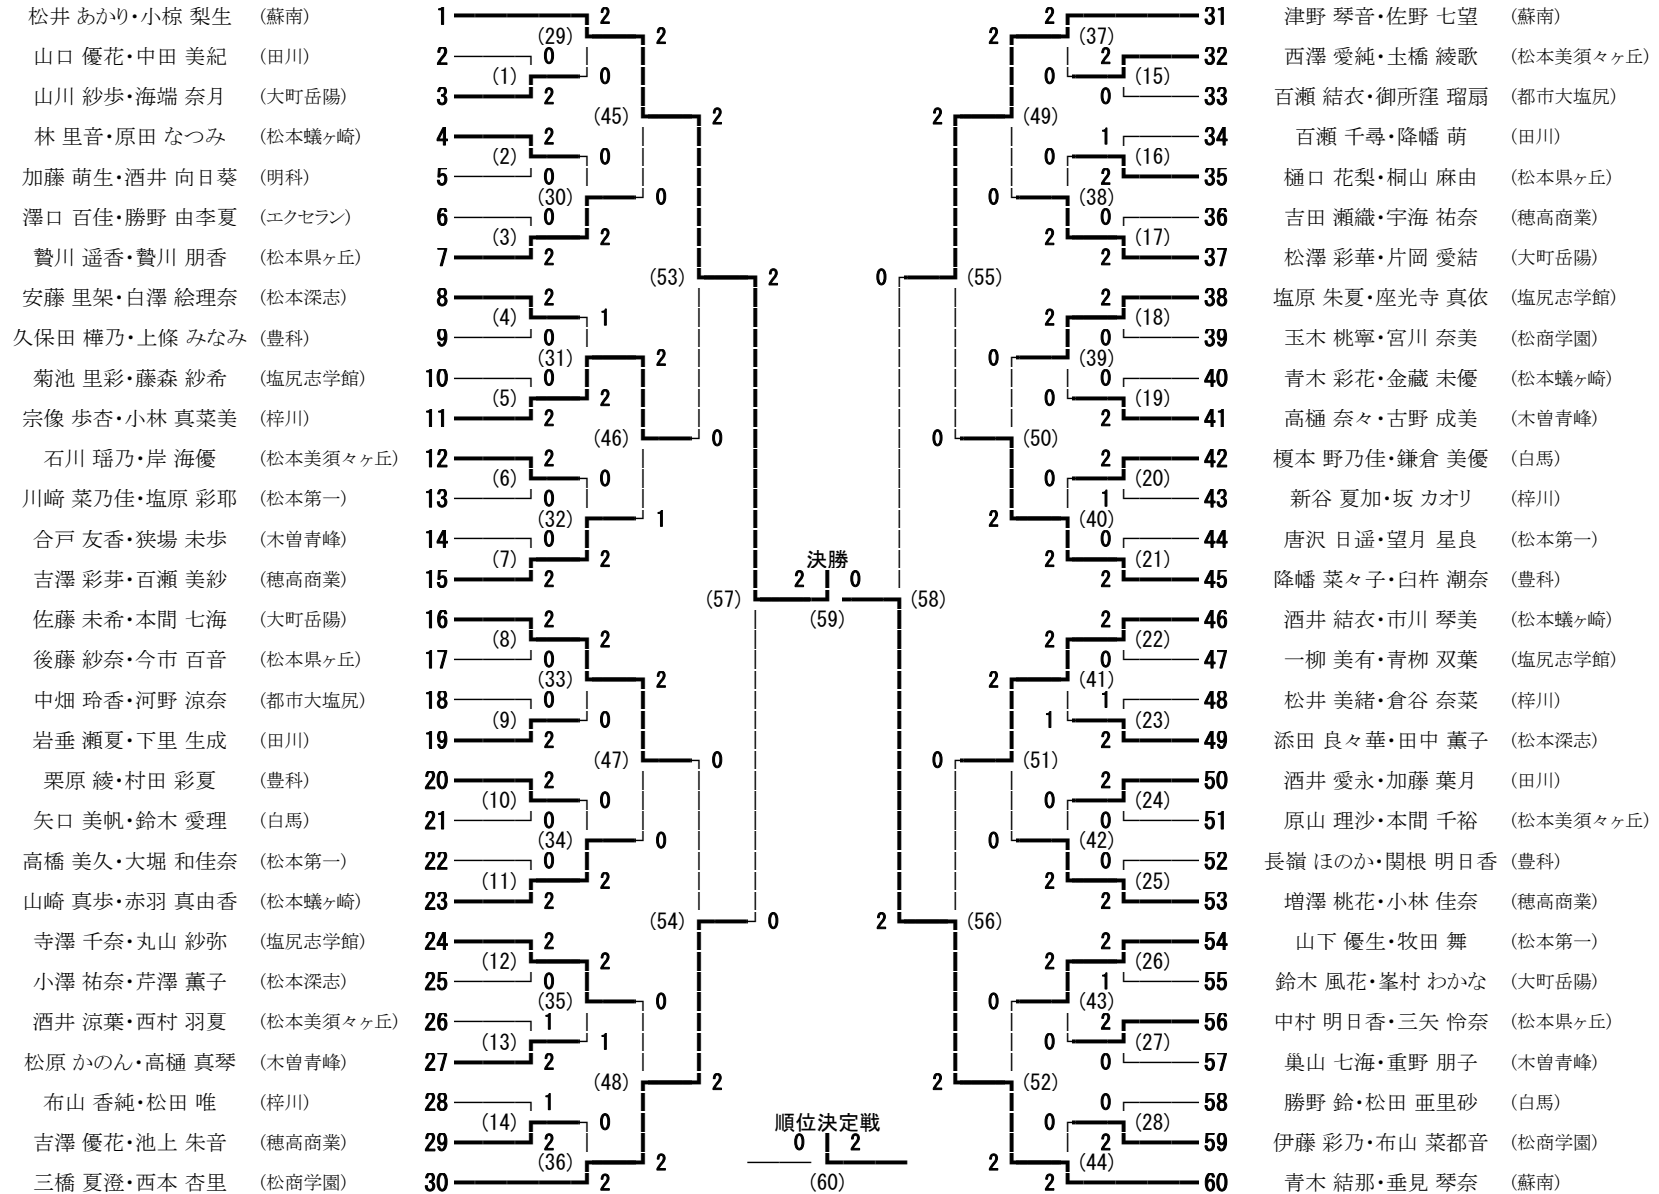 松井 あかり・小椋 梨生 (蘇南) 1 2
山口 優花・中田 美紀 (田川) 2 0
山川 紗歩・海端 奈月 (大町岳陽) 3 2
林 里音・原田 なつみ (松本蟻ヶ崎) 4 2
加藤 萌生・酒井 向日葵 (明科) 5 0
澤口 百佳・勝野 由李夏 (エクセラン) 6 0
贄川 遥香・贄川 朋香 (松本県ヶ丘) 7 2
安藤 里架・白澤 絵理奈 (松本深志) 8 2
久保田 樺乃・上條 みなみ (豊科) 9 0
菊池 里彩・藤森 紗希 (塩尻志学館) 10 0
宗像 歩杏・小林 真菜美 (梓川) 11 2
石川 瑶乃・岸 海優 (松本美須々ヶ丘) 12 2
川﨑 菜乃佳・塩原 彩耶 (松本第一) 13 0
合戸 友香・狭場 未歩 (木曽青峰) 14 0
吉澤 彩芽・百瀬 美紗 (穂高商業) 15 2
佐藤 未希・本間 七海 (大町岳陽) 16 2
後藤 紗奈・今市 百音 (松本県ヶ丘) 17 0
中畑 玲香・河野 涼奈 (都市大塩尻) 18 0
岩垂 瀬夏・下里 生成 (田川) 19 2
栗原 綾・村田 彩夏 (豊科) 20 2
矢口 美帆・鈴木 愛理 (白馬) 21 0
高橋 美久・大堀 和佳奈 (松本第一) 22 0
山崎 真歩・赤羽 真由香 (松本蟻ヶ崎) 23 2
寺澤 千奈・丸山 紗弥 (塩尻志学館) 24 2
小澤 祐奈・芹澤 薫子 (松本深志) 25 0
酒井 涼葉・西村 羽夏 (松本美須々ヶ丘) 26 1
松原 かのん・高樋 真琴 (木曽青峰) 27 2
布山 香純・松田 唯 (梓川) 28 1
吉澤 優花・池上 朱音 (穂高商業) 29 2
三橋 夏澄・西本 杏里 (松商学園) 30 2
(1) 0
(2) 0
(3) 2
(4) 1
(5) 2
(6) 0
(7) 2
(8) 2
(9) 0
(10) 0
(11) 2
(12) 2
(13) 1
(14) 0
(29) 2
(30) 0
(31) 2
(32) 1
(33) 2
(34) 0
(35) 0
(36) 2
(45) 2
(46) 0
(47) 0
(48) 2
(53) 2
(54) 0
(57)
決勝
2 0
(59)
順位決定戦
0 2
(60)
(58)
0 (55)
2 (56)
2 (49)
0 (50)
0 (51)
2 (52)
2 (37)
0 (38)
0 (39)
2 (40)
2 (41)
0 (42)
0 (43)
2 (44)
0 (15)
0 (16)
2 (17)
2 (18)
0 (19)
0 (20)
2 (21)
2 (22)
1 (23)
0 (24)
2 (25)
2 (26)
0 (27)
0 (28)
2 31 津野 琴音・佐野 七望 (蘇南)
2 32 西澤 愛純・土橋 綾歌 (松本美須々ヶ丘)
0 33 百瀬 結衣・御所窪 瑠扇 (都市大塩尻)
1 34 百瀬 千尋・降幡 萌 (田川)
2 35 樋口 花梨・桐山 麻由 (松本県ヶ丘)
0 36 吉田 瀬織・宇海 祐奈 (穂高商業)
2 37 松澤 彩華・片岡 愛結 (大町岳陽)
2 38 塩原 朱夏・座光寺 真依 (塩尻志学館)
0 39 玉木 桃寧・宮川 奈美 (松商学園)
0 40 青木 彩花・金藏 未優 (松本蟻ヶ崎)
2 41 高樋 奈々・古野 成美 (木曽青峰)
2 42 榎本 野乃佳・鎌倉 美優 (白馬)
1 43 新谷 夏加・坂 カオリ (梓川)
0 44 唐沢 日遥・望月 星良 (松本第一)
2 45 降幡 菜々子・臼杵 潮奈 (豊科)
2 46 酒井 結衣・市川 琴美 (松本蟻ヶ崎)
0 47 一柳 美有・青栁 双葉 (塩尻志学館)
1 48 松井 美緒・倉谷 奈菜 (梓川)
2 49 添田 良々華・田中 薫子 (松本深志)
2 50 酒井 愛永・加藤 葉月 (田川)
0 51 原山 理沙・本間 千裕 (松本美須々ヶ丘)
0 52 長嶺 ほのか・関根 明日香 (豊科)
2 53 増澤 桃花・小林 佳奈 (穂高商業)
2 54 山下 優生・牧田 舞 (松本第一)
1 55 鈴木 風花・峯村 わかな (大町岳陽)
2 56 中村 明日香・三矢 怜奈 (松本県ヶ丘)
0 57 巣山 七海・重野 朋子 (木曽青峰)
0 58 勝野 鈴・松田 亜里砂 (白馬)
2 59 伊藤 彩乃・布山 菜都音 (松商学園)
2 60 青木 結那・垂見 琴奈 (蘇南)